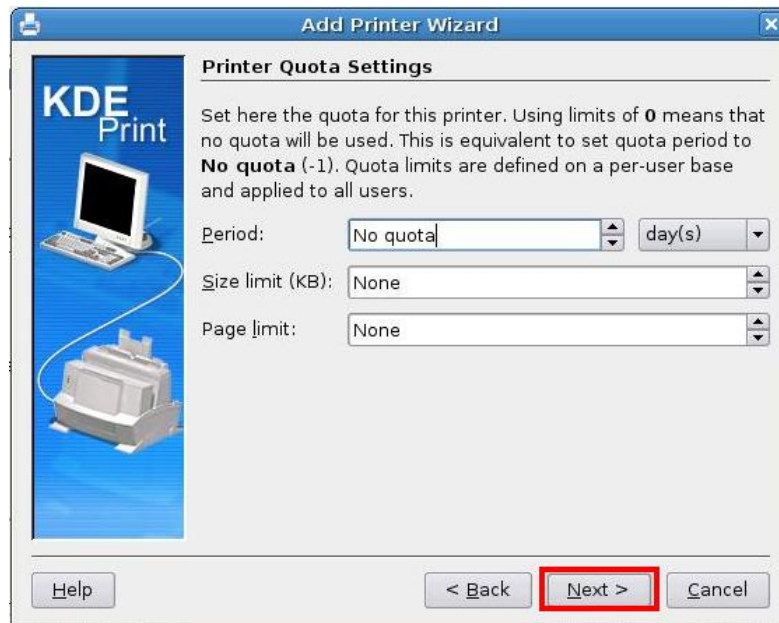 Add Printer Wizard
KDE
Print
Printer Quota Settings
Set here the quota for this printer. Using limits of 0 means that
no quota will be used. This is equivalent to set quota period to
No quota (-1). Quota limits are defined on a per-user base
and applied to all users.
Period: No quota day(s)
Size limit (KB): None
Page limit: None
Help < Back Next > Cancel